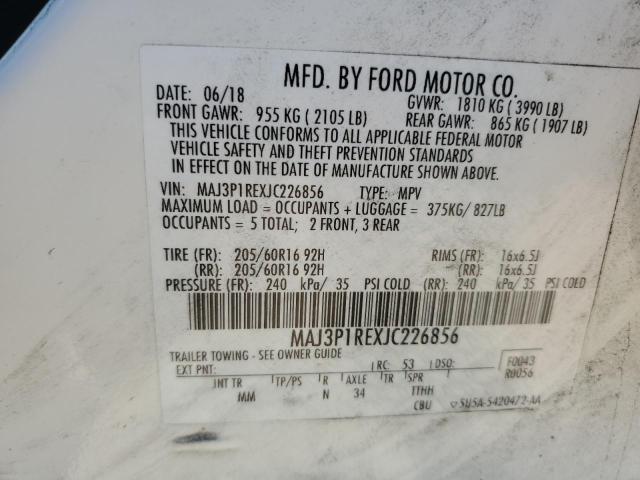 MFD. BY FORD MOTOR CO.
DATE: 06/18 GVWR: 1810 KG ( 3990 LB)
FRONT GAWR: 955 KG ( 2105 LB) REAR GAWR: 865 KG ( 1907 LB)
THIS VEHICLE CONFORMS TO ALL APPLICABLE FEDERAL MOTOR
VEHICLE SAFETY AND THEFT PREVENTION STANDARDS
IN EFFECT ON THE DATE OF MANUFACTURE SHOWN ABOVE.
VIN: MAJ3P1REXJC226856 TYPE: MPV
MAXIMUM LOAD = OCCUPANTS + LUGGAGE = 375KG/ 827LB
OCCUPANTS = 5 TOTAL; 2 FRONT, 3 REAR
TIRE (FR): 205/60R16 92H RIMS (FR): 16x6.5J
(RR): 205/60R16 92H (RR): 16x6.5J
PRESSURE (FR): 240 kPa/ 35 PSI COLD (RR): 240 kPa/ 35 PSI COLD
MAJ3P1REXJC226856
TRAILER TOWING - SEE OWNER GUIDE
EXT PNT: RC: 53 DSO: F0043
R0056
INT TR TP/PS R AXLE TR SPR
MM N 34 TTHH
CBU SU5A-5420472-AA